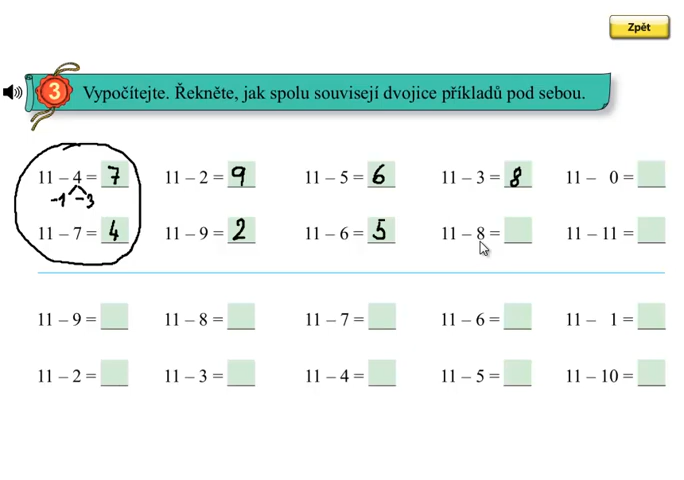 Zpět
3 Vypočítejte. Řekněte, jak spolu souvisejí dvojice příkladů pod sebou.
11 – 4 = 7 11 – 2 = 9 11 – 5 = 6 11 – 3 = 8 11 – 0 =
-1 -3
11 – 7 = 4 11 – 9 = 2 11 – 6 = 5 11 – 8 = 11 – 11 =
11 – 9 = 11 – 8 = 11 – 7 = 11 – 6 = 11 – 1 =
11 – 2 = 11 – 3 = 11 – 4 = 11 – 5 = 11 – 10 =